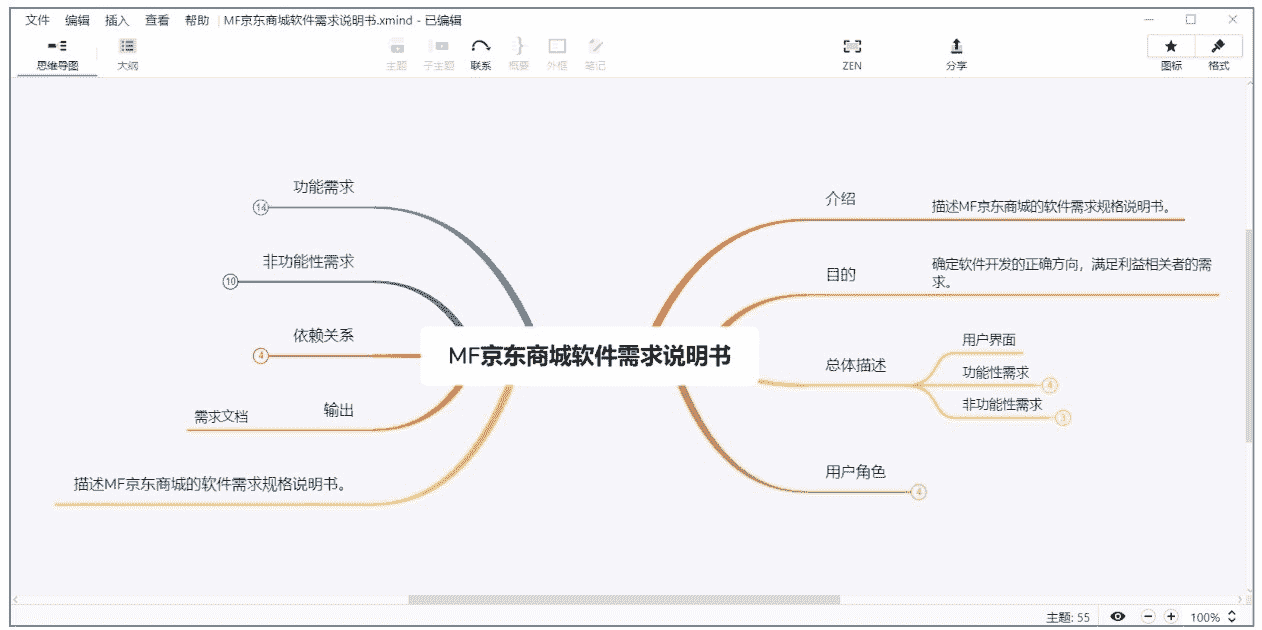 文件 编辑 插入 查看 帮助 MF京东商城软件需求说明书.xmind - 已编辑
思维导图 大纲 主题 子主题 联系 概要 外框 笔记 ZEN 分享 图标 格式
功能需求
14
非功能性需求
10
依赖关系
4
输出
需求文档
描述MF京东商城的软件需求规格说明书。
MF京东商城软件需求说明书
介绍
描述MF京东商城的软件需求规格说明书。
目的
确定软件开发的正确方向，满足利益相关者的需
求。
总体描述
用户界面
功能性需求
4
非功能性需求
3
用户角色
4
主题: 55 100%